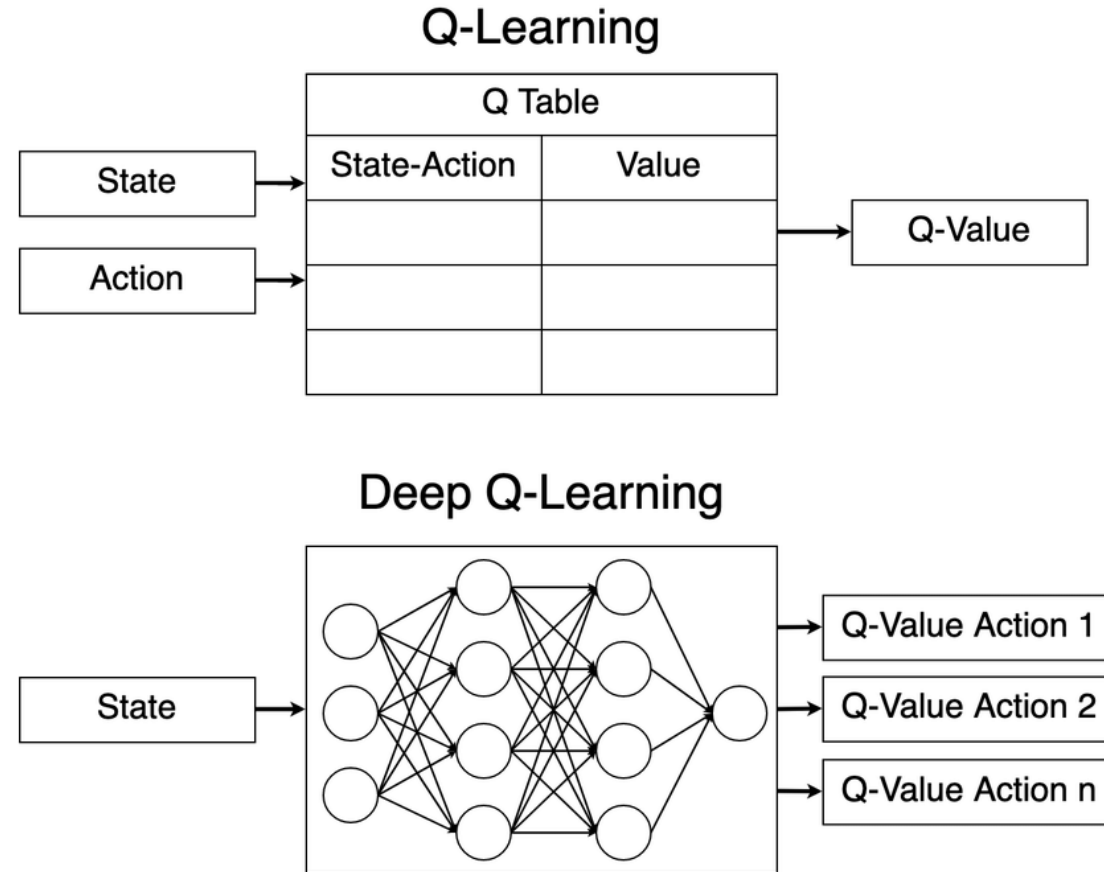 Q-Learning
Q Table
State-Action Value
State
Action
Q-Value
Deep Q-Learning
State
Q-Value Action 1
Q-Value Action 2
Q-Value Action n